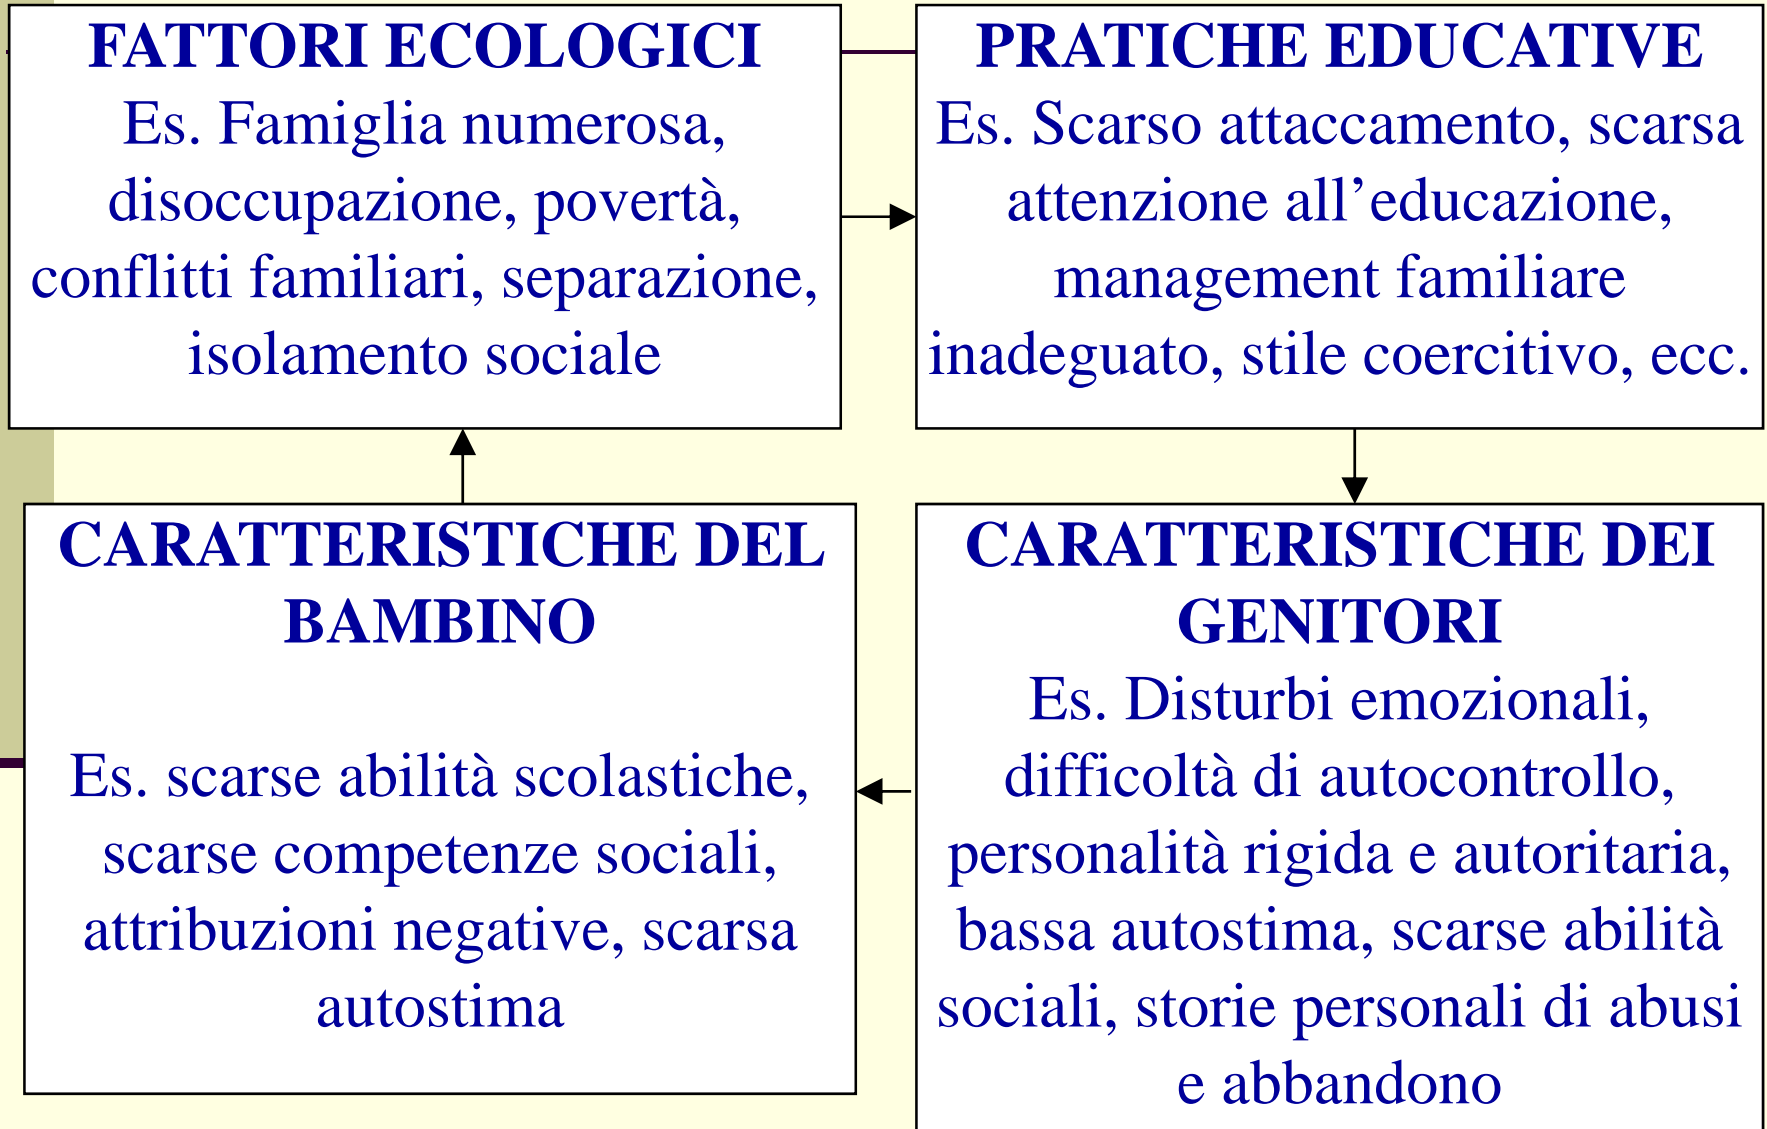 FATTORI ECOLOGICI
Es. Famiglia numerosa,
disoccupazione, povertà,
conflitti familiari, separazione,
isolamento sociale
PRATICHE EDUCATIVE
Es. Scarso attaccamento, scarsa
attenzione all’educazione,
management familiare
inadeguato, stile coercitivo, ecc.
CARATTERISTICHE DEL
BAMBINO
Es. scarse abilità scolastiche,
scarse competenze sociali,
attribuzioni negative, scarsa
autostima
CARATTERISTICHE DEI
GENITORI
Es. Disturbi emozionali,
difficoltà di autocontrollo,
personalità rigida e autoritaria,
bassa autostima, scarse abilità
sociali, storie personali di abusi
e abbandono